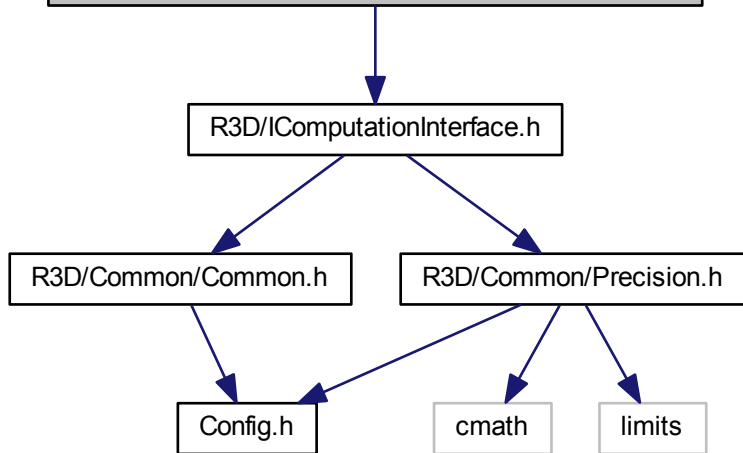 R3D/IComputationInterface.h
R3D/Common/Common.h
R3D/Common/Precision.h
Config.h
cmath
limits